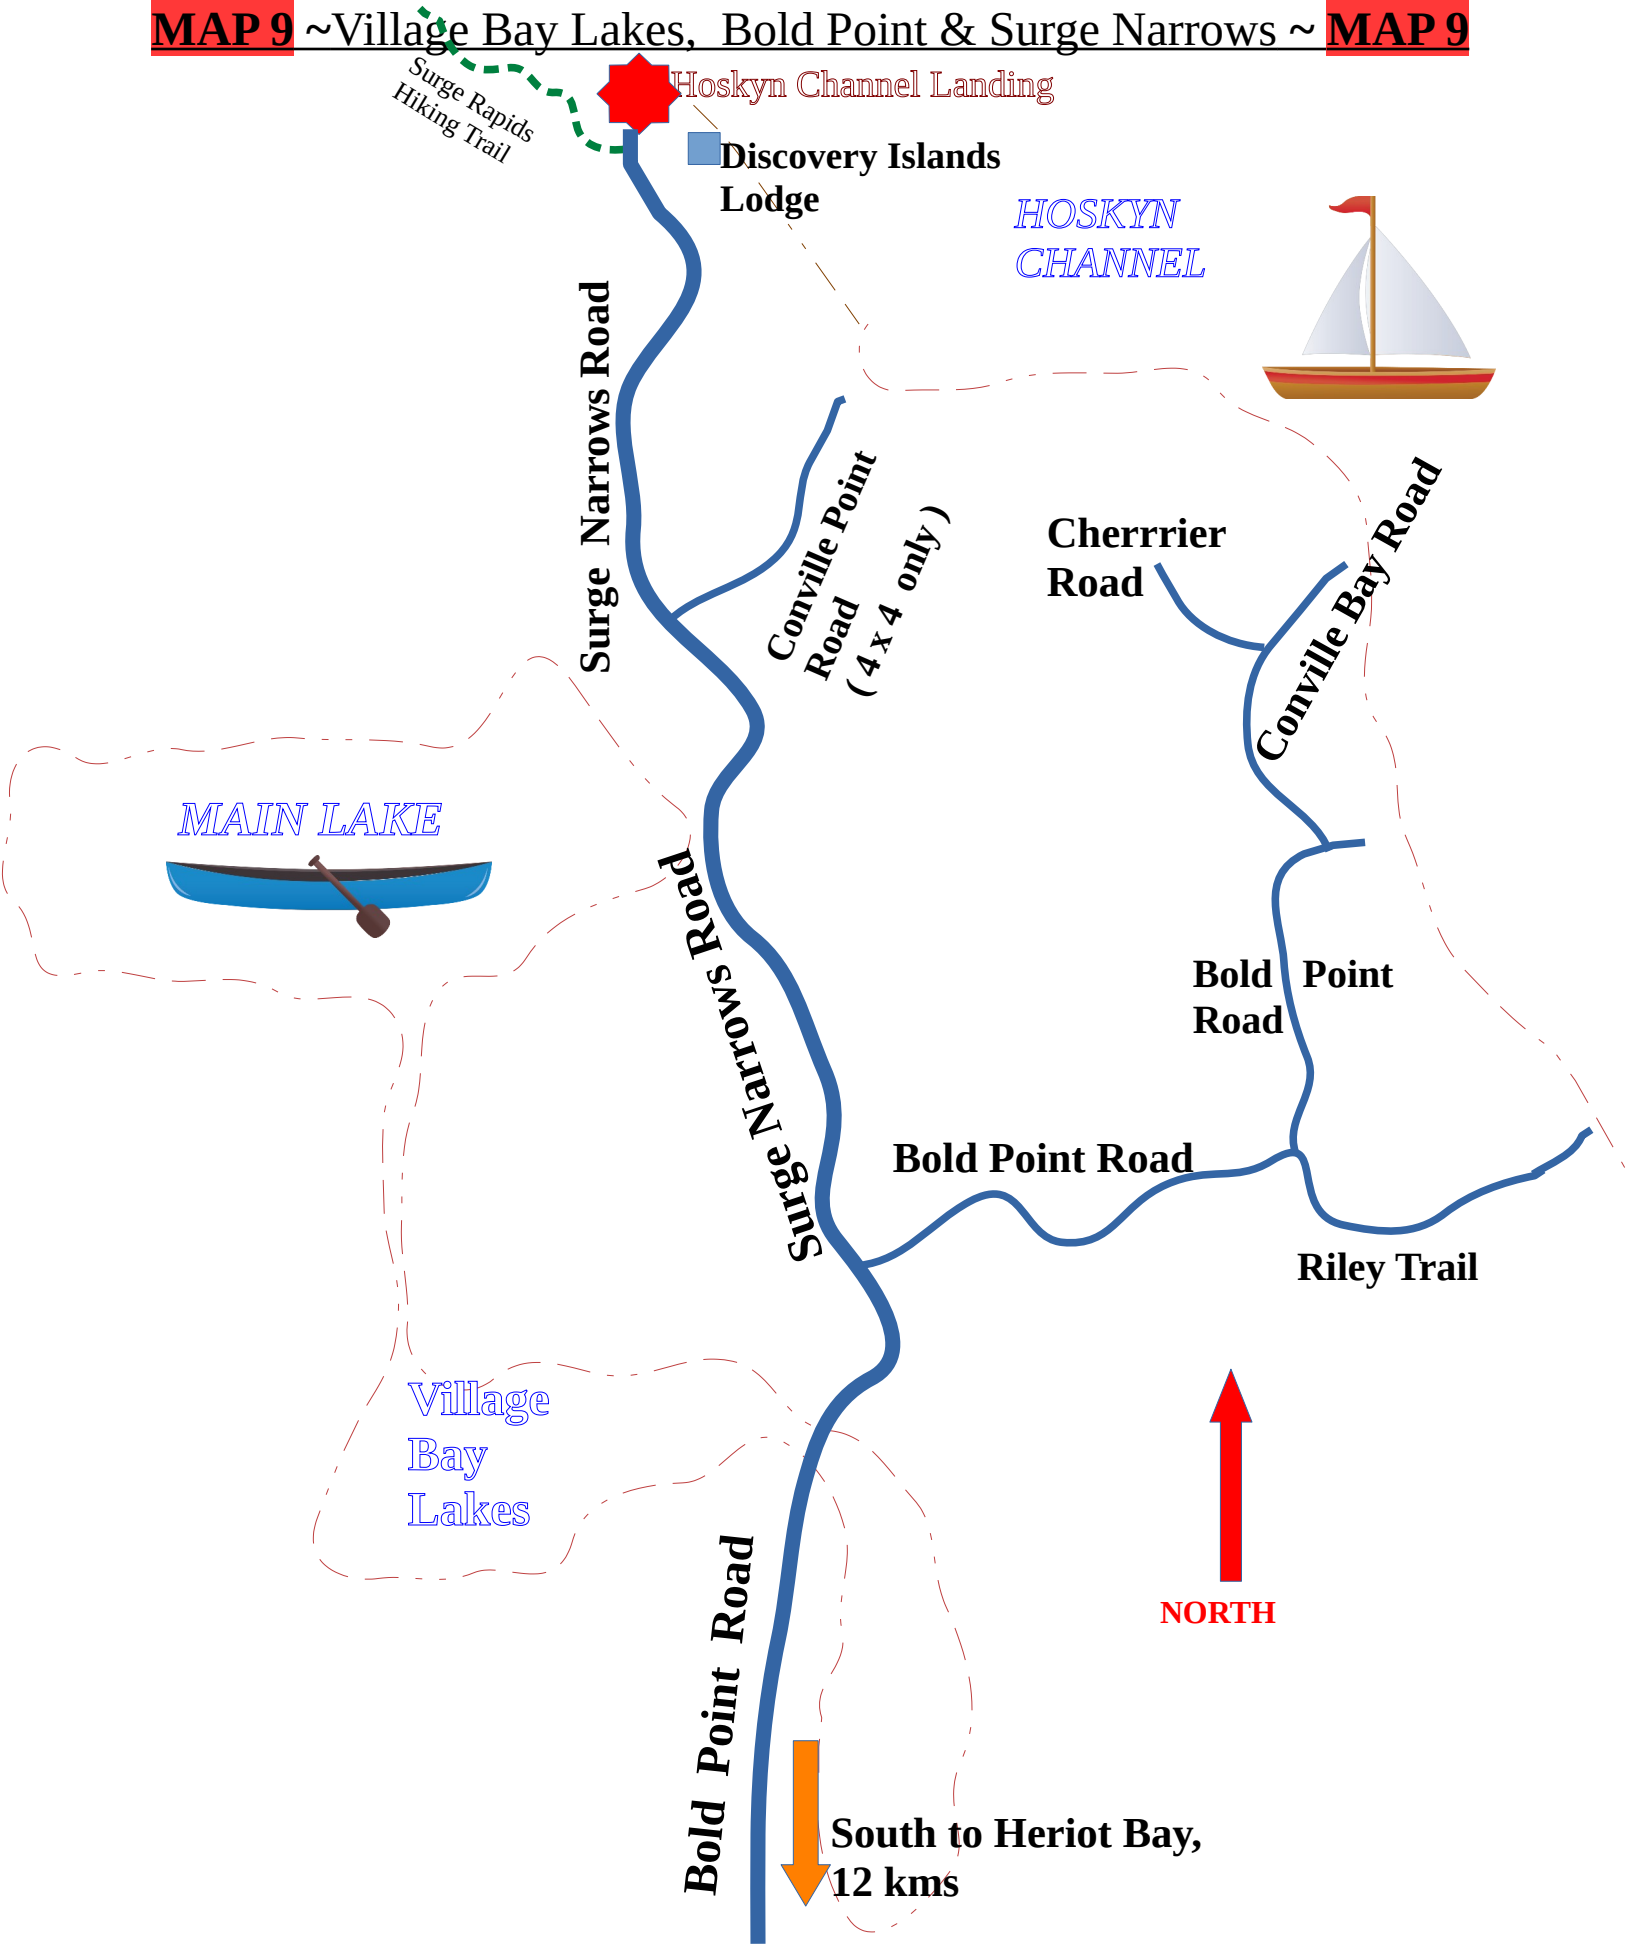 MAP 9 ~Village Bay Lakes, Bold Point & Surge Narrows ~ MAP 9
Surge Rapids
Hiking Trail
Hoskyn Channel Landing
Discovery Islands
Lodge
HOSKYN
CHANNEL
Surge Narrows Road
Conville Point
Road
( 4 x 4 only )
Cherrrier
Road
Conville Bay Road
MAIN LAKE
Surge Narrows Road
Bold Point
Road
Bold Point Road
Riley Trail
Village
Bay
Lakes
NORTH
Bold Point Road
South to Heriot Bay,
12 kms